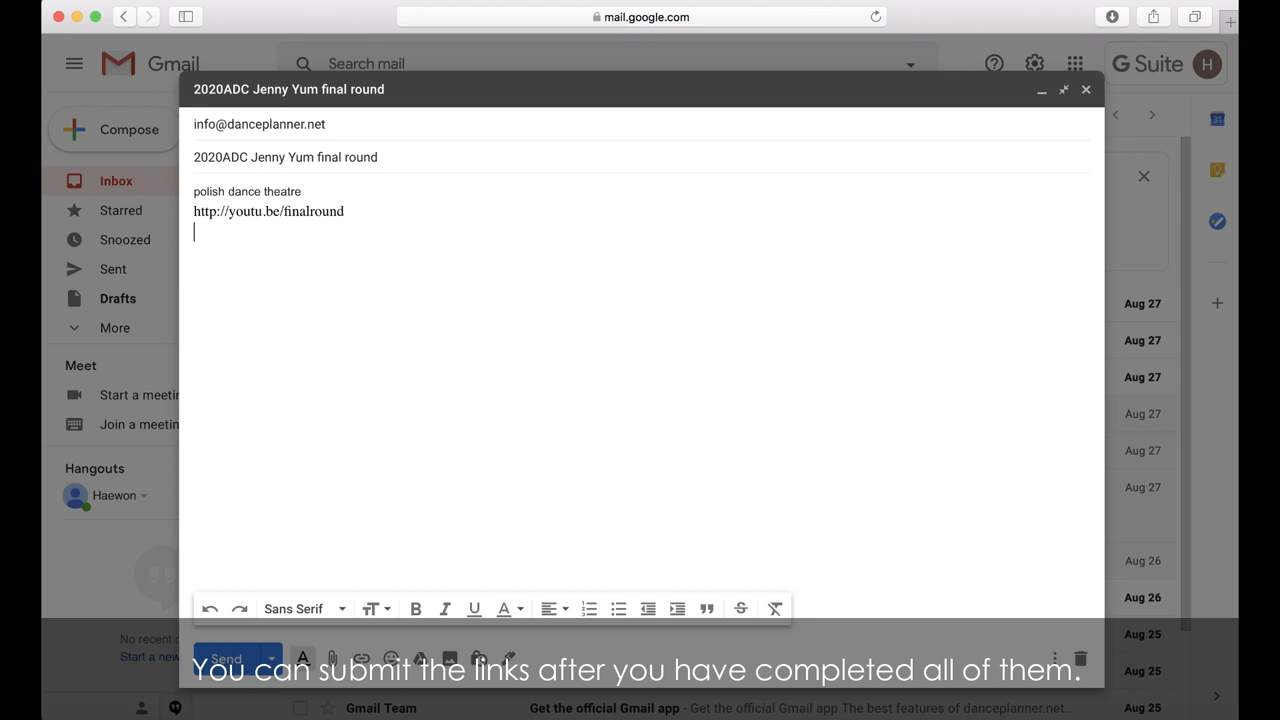 mail.google.com
Gmail
Search mail
G Suite
H
2020ADC Jenny Yum final round
Compose
info@danceplanner.net
2020ADC Jenny Yum final round
Inbox
polish dance theatre
Starred
http://youtu.be/finalround
Snoozed
Sent
Drafts
More
Meet
Start a meetin
Join a meetin
Hangouts
Haewon
Aug 27
Aug 27
Aug 27
Aug 27
Aug 27
Aug 27
Aug 26
Aug 26
Aug 25
Aug 25
Aug 25
Sans Serif
No recent c
Start a new
Send
You can submit the links after you have completed all of them.
Gmail Team
Get the official Gmail app - Get the official Gmail app The best features of danceplanner.net...